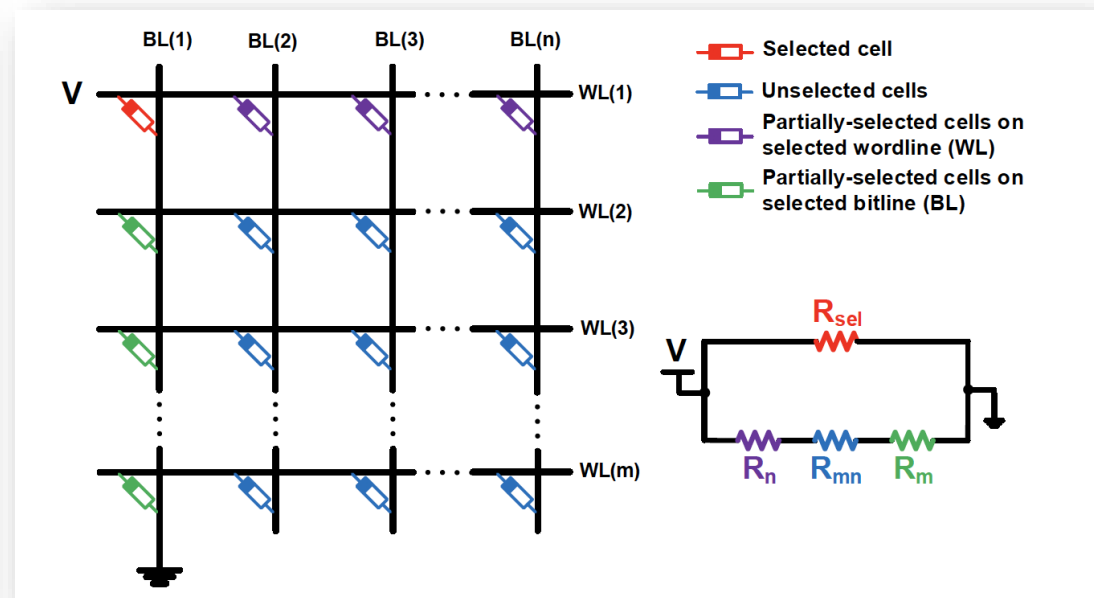 BL(1)
BL(2)
BL(3)
BL(n)
V
WL(1)
WL(2)
WL(3)
WL(m)
Selected cell
Unselected cells
Partially-selected cells on
selected wordline (WL)
Partially-selected cells on
selected bitline (BL)
Rsel
V
Rn
Rmn
Rm